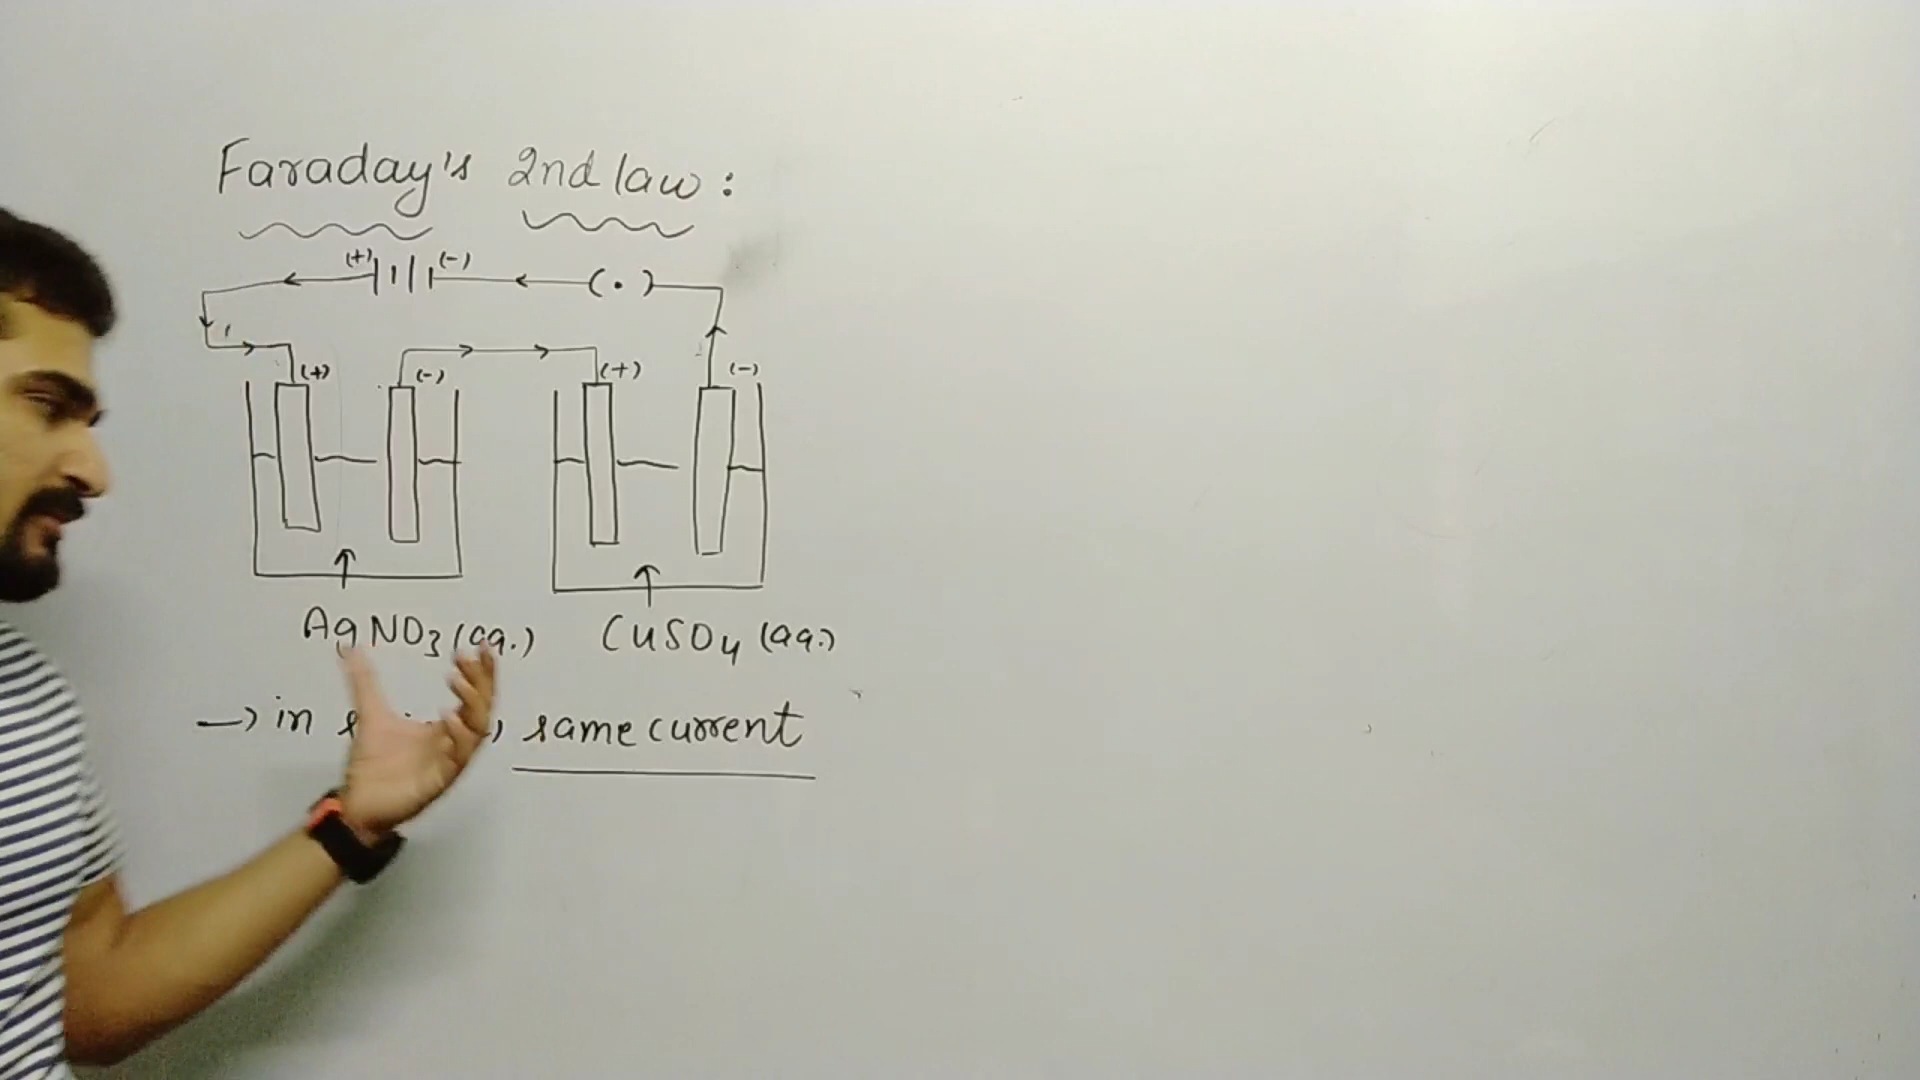 Faraday's 2nd law :
(+) (-) (.)
(+) (-) (+) (-)
AgNO3 (aq.) CuSO4 (aq.)
→ in same current